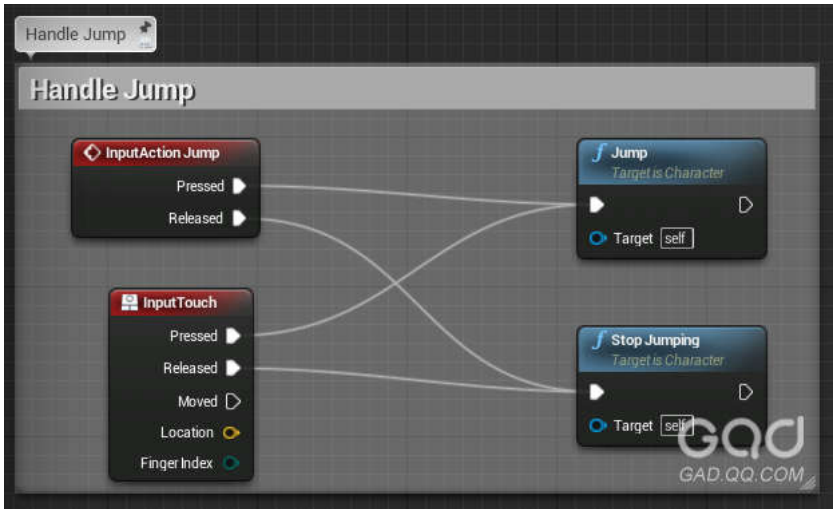 Handle Jump
Handle Jump
InputAction Jump
Pressed
Released
InputTouch
Pressed
Released
Moved
Location
Finger Index
Jump
Target is Character
Target self
Stop Jumping
Target is Character
Target self
GAD
GAD.QQ.COM